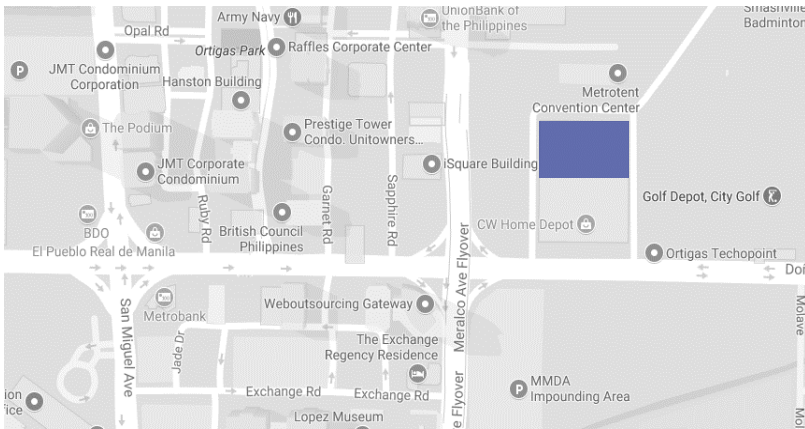 Army Navy
UnionBank of
the Philippines
Smashville
Badminton
Opal Rd
Ortigas Park
Raffles Corporate Center
P
JMT Condominium
Corporation
Hanston Building
Metrotent
Convention Center
The Podium
Prestige Tower
Condo. Unitowners...
iSquare Building
JMT Corporate
Condominium
Ruby Rd
Garnet Rd
Sapphire Rd
Golf Depot, City Golf
BDO
British Council
Philippines
CW Home Depot
El Pueblo Real de Manila
Meralco Ave Flyover
Ortigas Techopoint
Doi
San Miguel Ave
Metrobank
Weboutsourcing Gateway
Molave
Jade Dr
The Exchange
Regency Residence
e Flyover
P
MMDA
Impounding Area
Exchange Rd
Exchange Rd
ion
ice
Lopez Museum
Mol